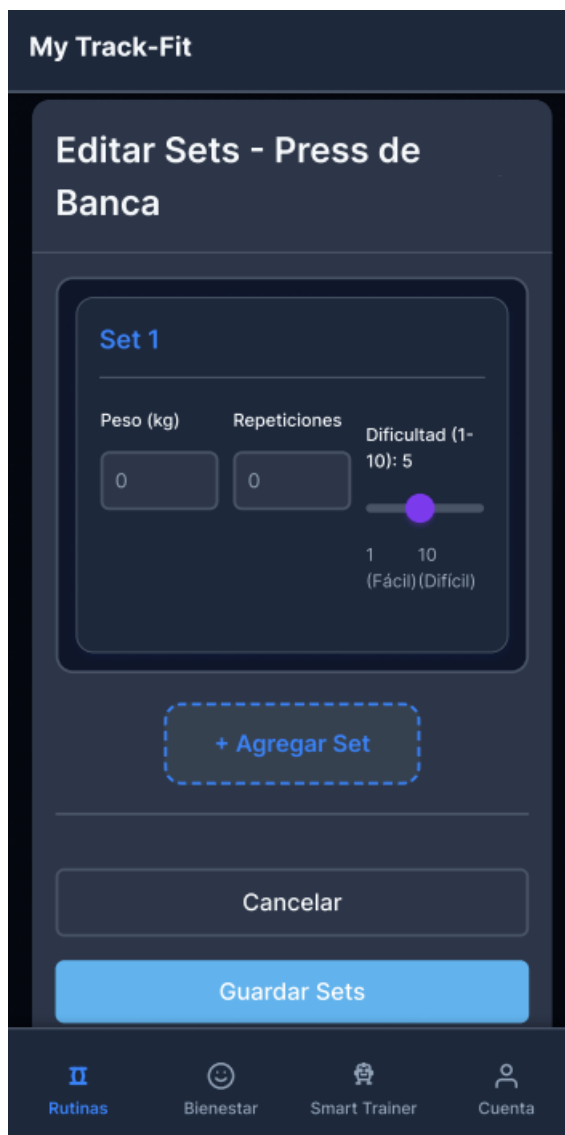 My Track-Fit
Editar Sets - Press de
Banca
Set 1
Peso (kg)
Repeticiones
Dificultad (1-
10): 5
0
0
1
(Fácil)
10
(Difícil)
+ Agregar Set
Cancelar
Guardar Sets
Rutinas
Bienestar
Smart Trainer
Cuenta